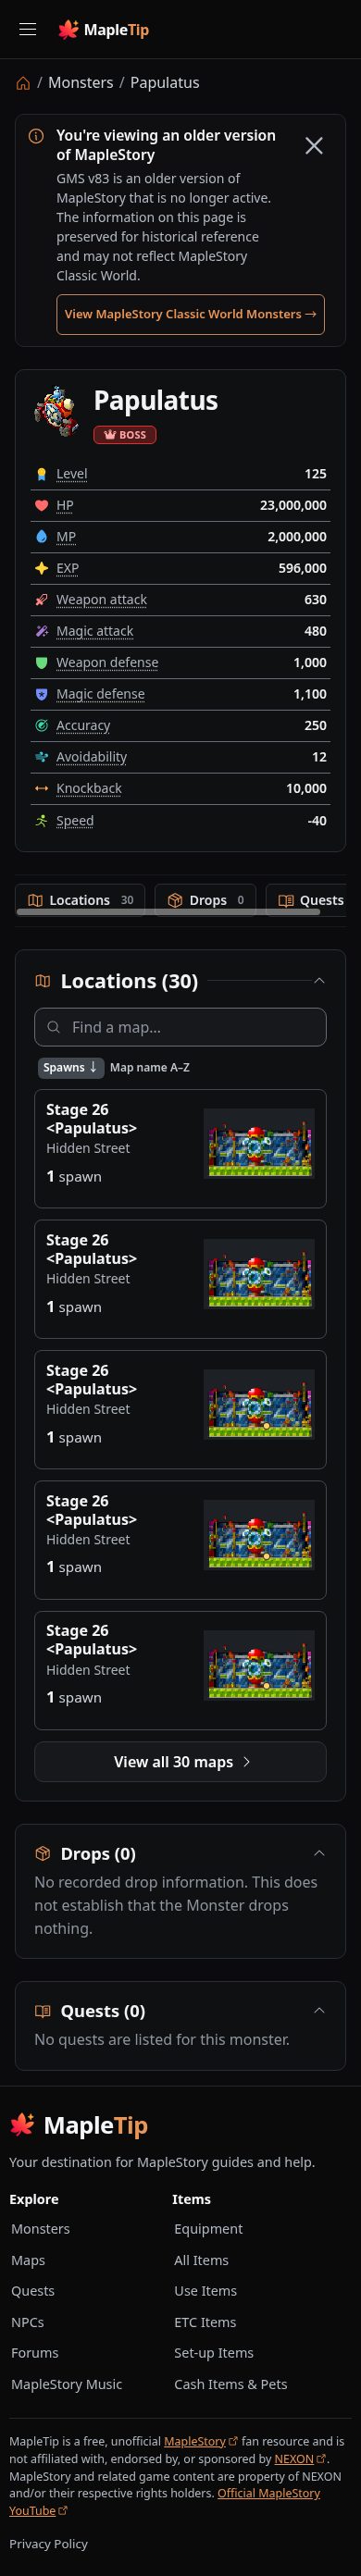 MapleTip
/ Monsters / Papulatus
You're viewing an older version
of MapleStory
GMS v83 is an older version of
MapleStory that is no longer active.
The information on this page is
preserved for historical reference
and may not reflect MapleStory
Classic World.
View MapleStory Classic World Monsters →
Papulatus
BOSS
Level 125
HP 23,000,000
MP 2,000,000
EXP 596,000
Weapon attack 630
Magic attack 480
Weapon defense 1,000
Magic defense 1,100
Accuracy 250
Avoidability 12
Knockback 10,000
Speed -40
Locations 30 Drops 0 Quests
Locations (30)
Find a map...
Spawns ↓ Map name A–Z
Stage 26
<Papulatus>
Hidden Street
1 spawn
Stage 26
<Papulatus>
Hidden Street
1 spawn
Stage 26
<Papulatus>
Hidden Street
1 spawn
Stage 26
<Papulatus>
Hidden Street
1 spawn
Stage 26
<Papulatus>
Hidden Street
1 spawn
View all 30 maps
Drops (0)
No recorded drop information. This does
not establish that the Monster drops
nothing.
Quests (0)
No quests are listed for this monster.
MapleTip
Your destination for MapleStory guides and help.
Explore Items
Monsters Equipment
Maps All Items
Quests Use Items
NPCs ETC Items
Forums Set-up Items
MapleStory Music Cash Items & Pets
MapleTip is a free, unofficial MapleStory fan resource and is
not affiliated with, endorsed by, or sponsored by NEXON.
MapleStory and related game content are property of NEXON
and/or their respective rights holders. Official MapleStory
YouTube
Privacy Policy